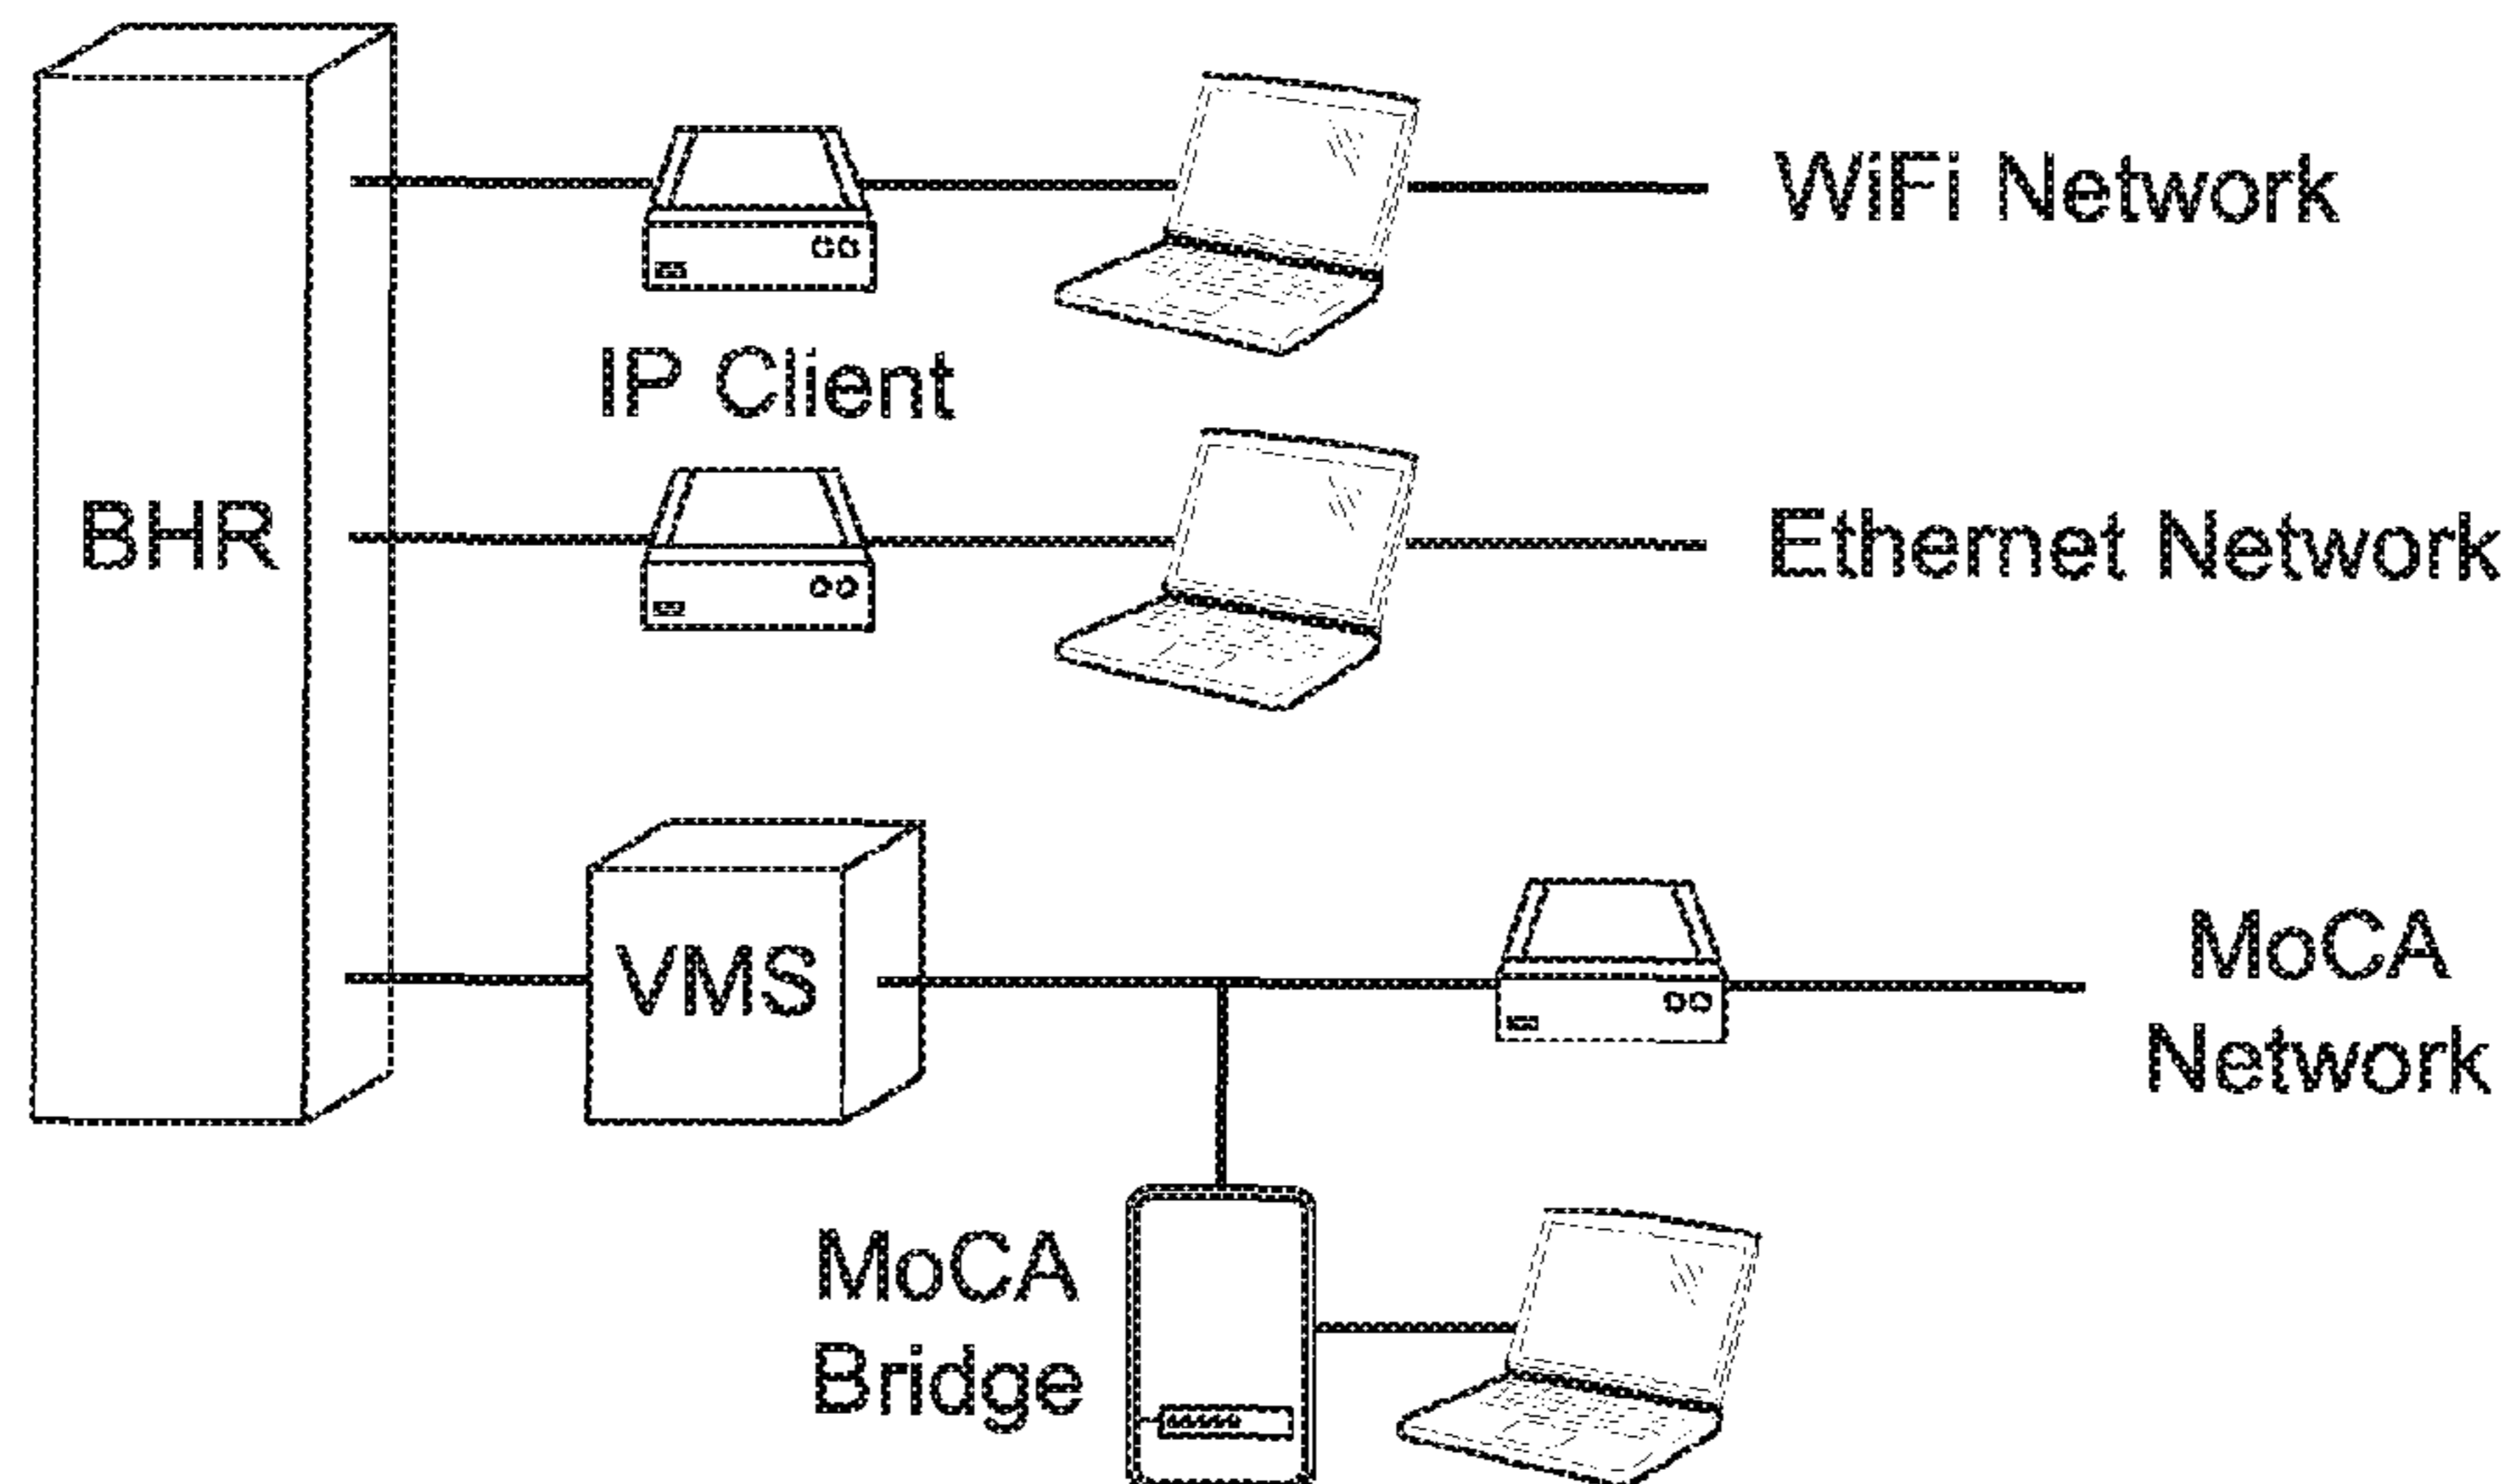 WiFi Network
IP Client
BHR
Ethernet Network
VMS
MoCA
Network
MoCA
Bridge